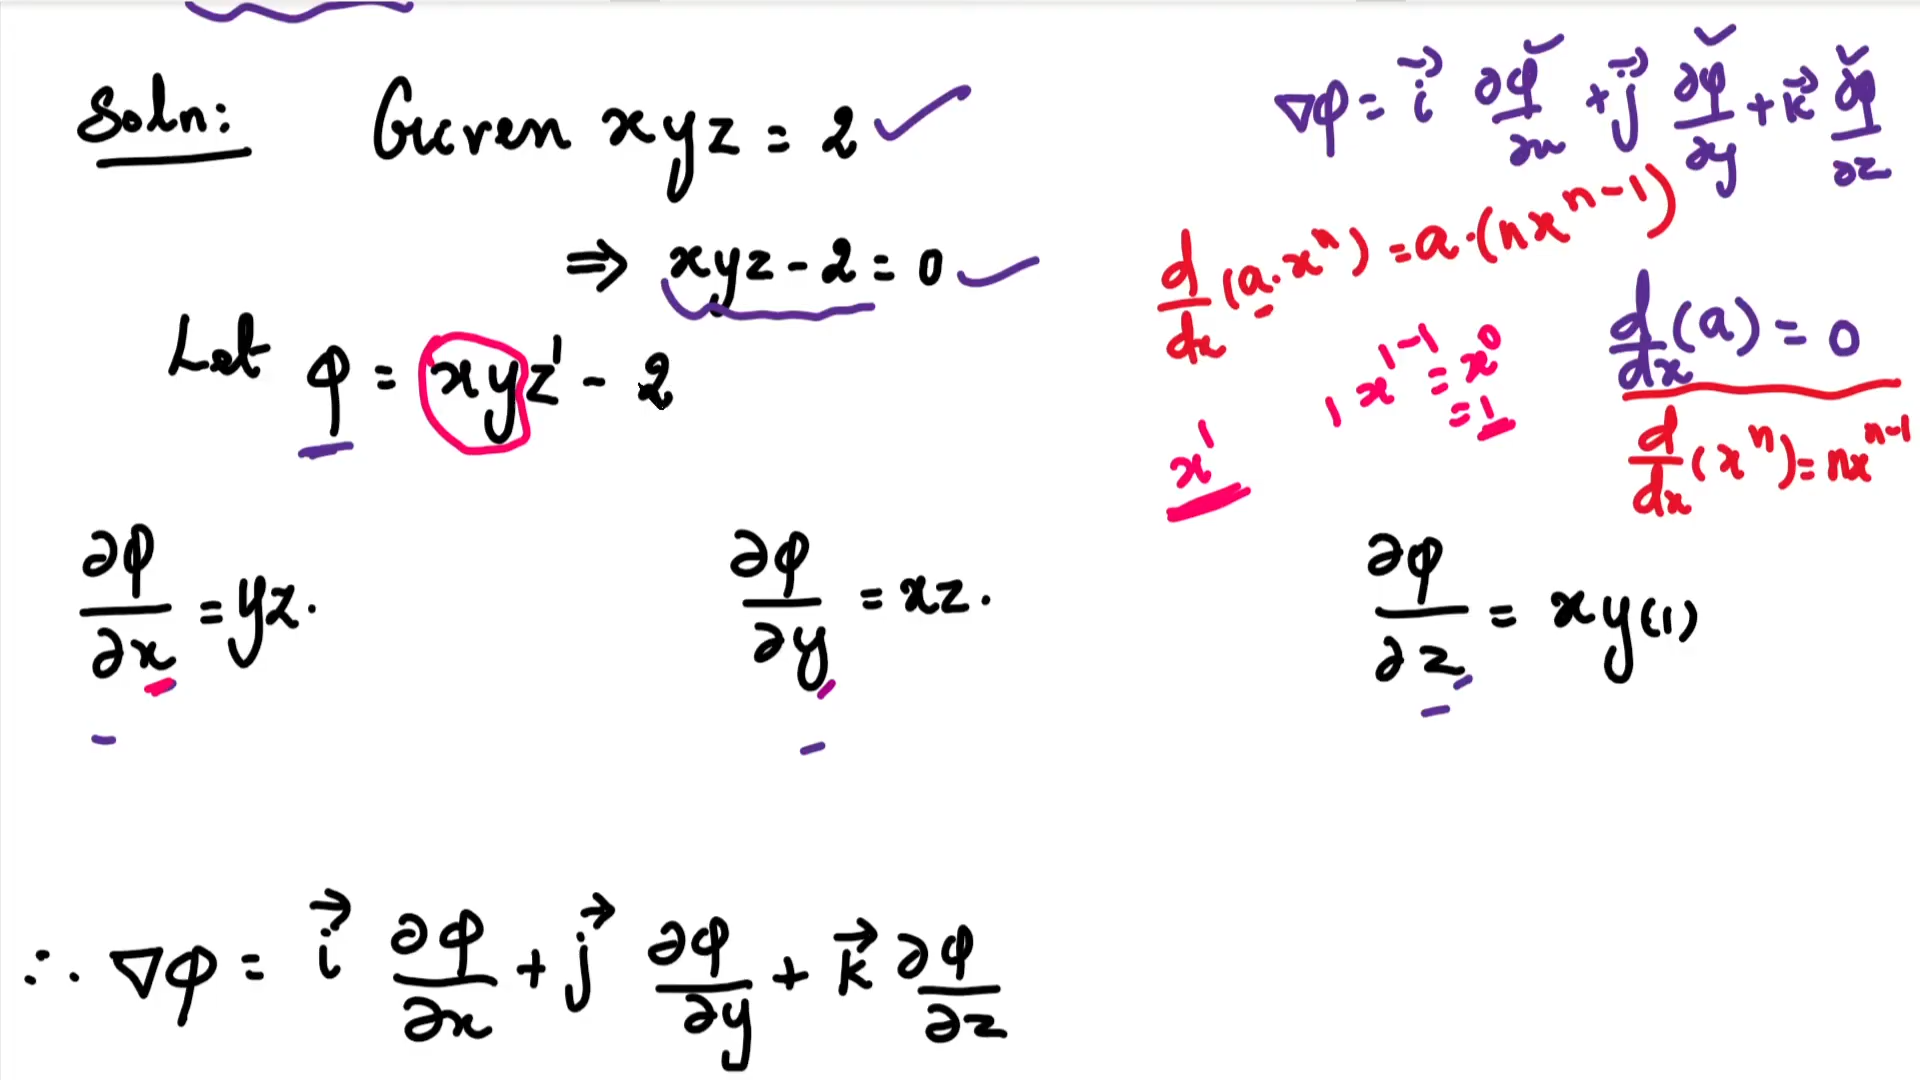 Soln: Given xyz = 2
∇φ = i⃗ ∂φ/∂x + j⃗ ∂φ/∂y + k⃗ ∂φ/∂z
⇒ xyz - 2 = 0
d/dx (a·xⁿ) = a·(nxⁿ⁻¹)
Let φ = xyz¹ - 2
1 x¹⁻¹ = x⁰
= 1
d/dx (a) = 0
x¹
d/dx (xⁿ) = nxⁿ⁻¹
∂φ/∂x = yz.
∂φ/∂y = xz.
∂φ/∂z = xy(1)
∴ ∇φ = i⃗ ∂φ/∂x + j⃗ ∂φ/∂y + k⃗ ∂φ/∂z